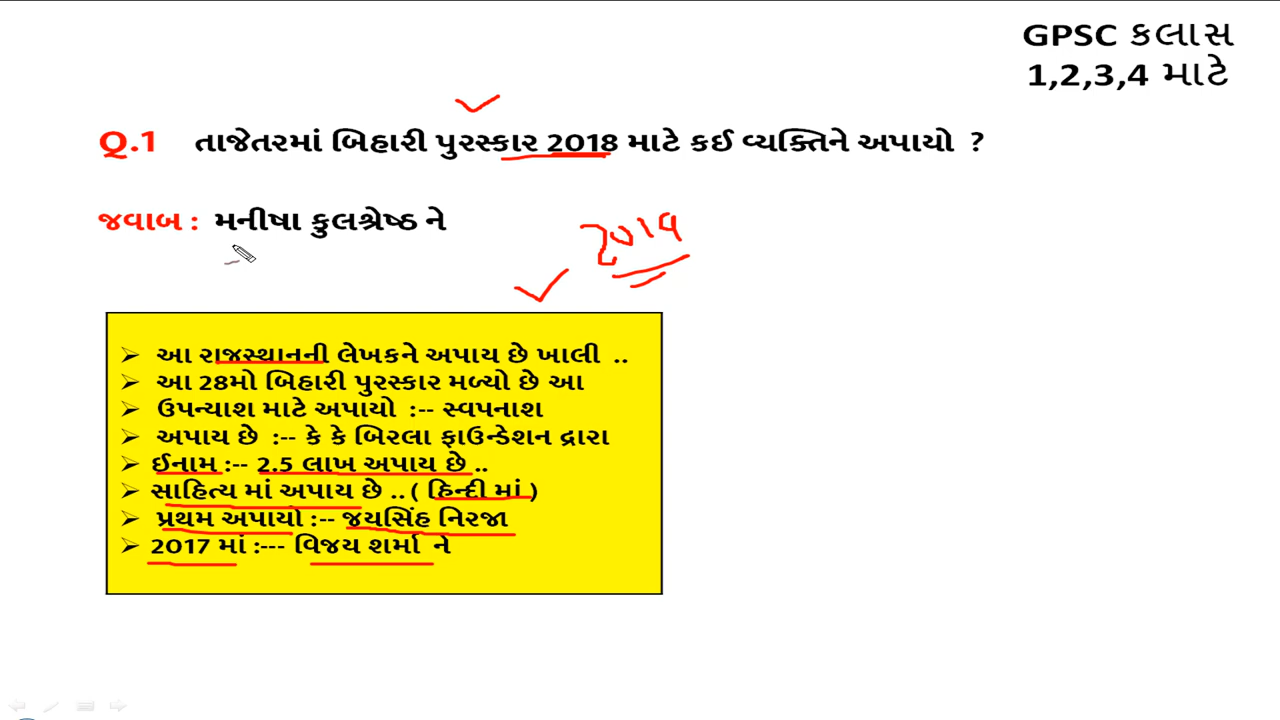 GPSC કલાસ
1,2,3,4 માટે
Q.1 તાજેતરમાં બિહારી પુરસ્કાર 2018 માટે કઈ વ્યક્તિને અપાયો ?
જવાબ : મનીષા કુલશ્રેષ્ઠ ને
2019
➢ આ રાજસ્થાનની લેખકને અપાય છે ખાલી ..
➢ આ 28મો બિહારી પુરસ્કાર મળ્યો છે આ
➢ ઉપન્યાશ માટે અપાયો :-- સ્વપનાશ
➢ અપાય છે :-- કે કે બિરલા ફાઉન્ડેશન દ્રારા
➢ ઈનામ :-- 2.5 લાખ અપાય છે ..
➢ સાહિત્ય માં અપાય છે .. ( હિન્દી માં )
➢ પ્રથમ અપાયો :-- જયસિંહ નિરજા
➢ 2017 માં :--- વિજય શર્મા ને